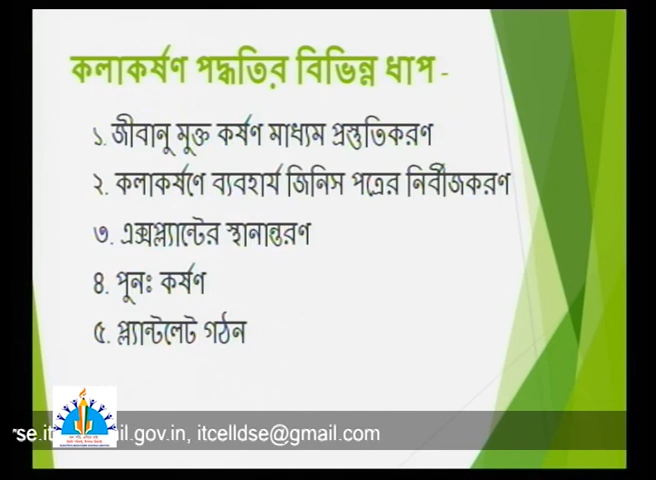 কলাকর্ষণ পদ্ধতির বিভিন্ন ধাপ -
১. জীবানু মুক্ত কর্ষণ মাধ্যম প্রস্তুতিকরণ
২. কলাকর্ষণে ব্যবহার্য জিনিস পত্রের নির্বীজকরণ
৩. এক্সপ্ল্যান্টের স্থানান্তরণ
৪. পুনঃ কর্ষণ
৫. প্ল্যান্টলেট গঠন
il.gov.in, itcelldse@gmail.com